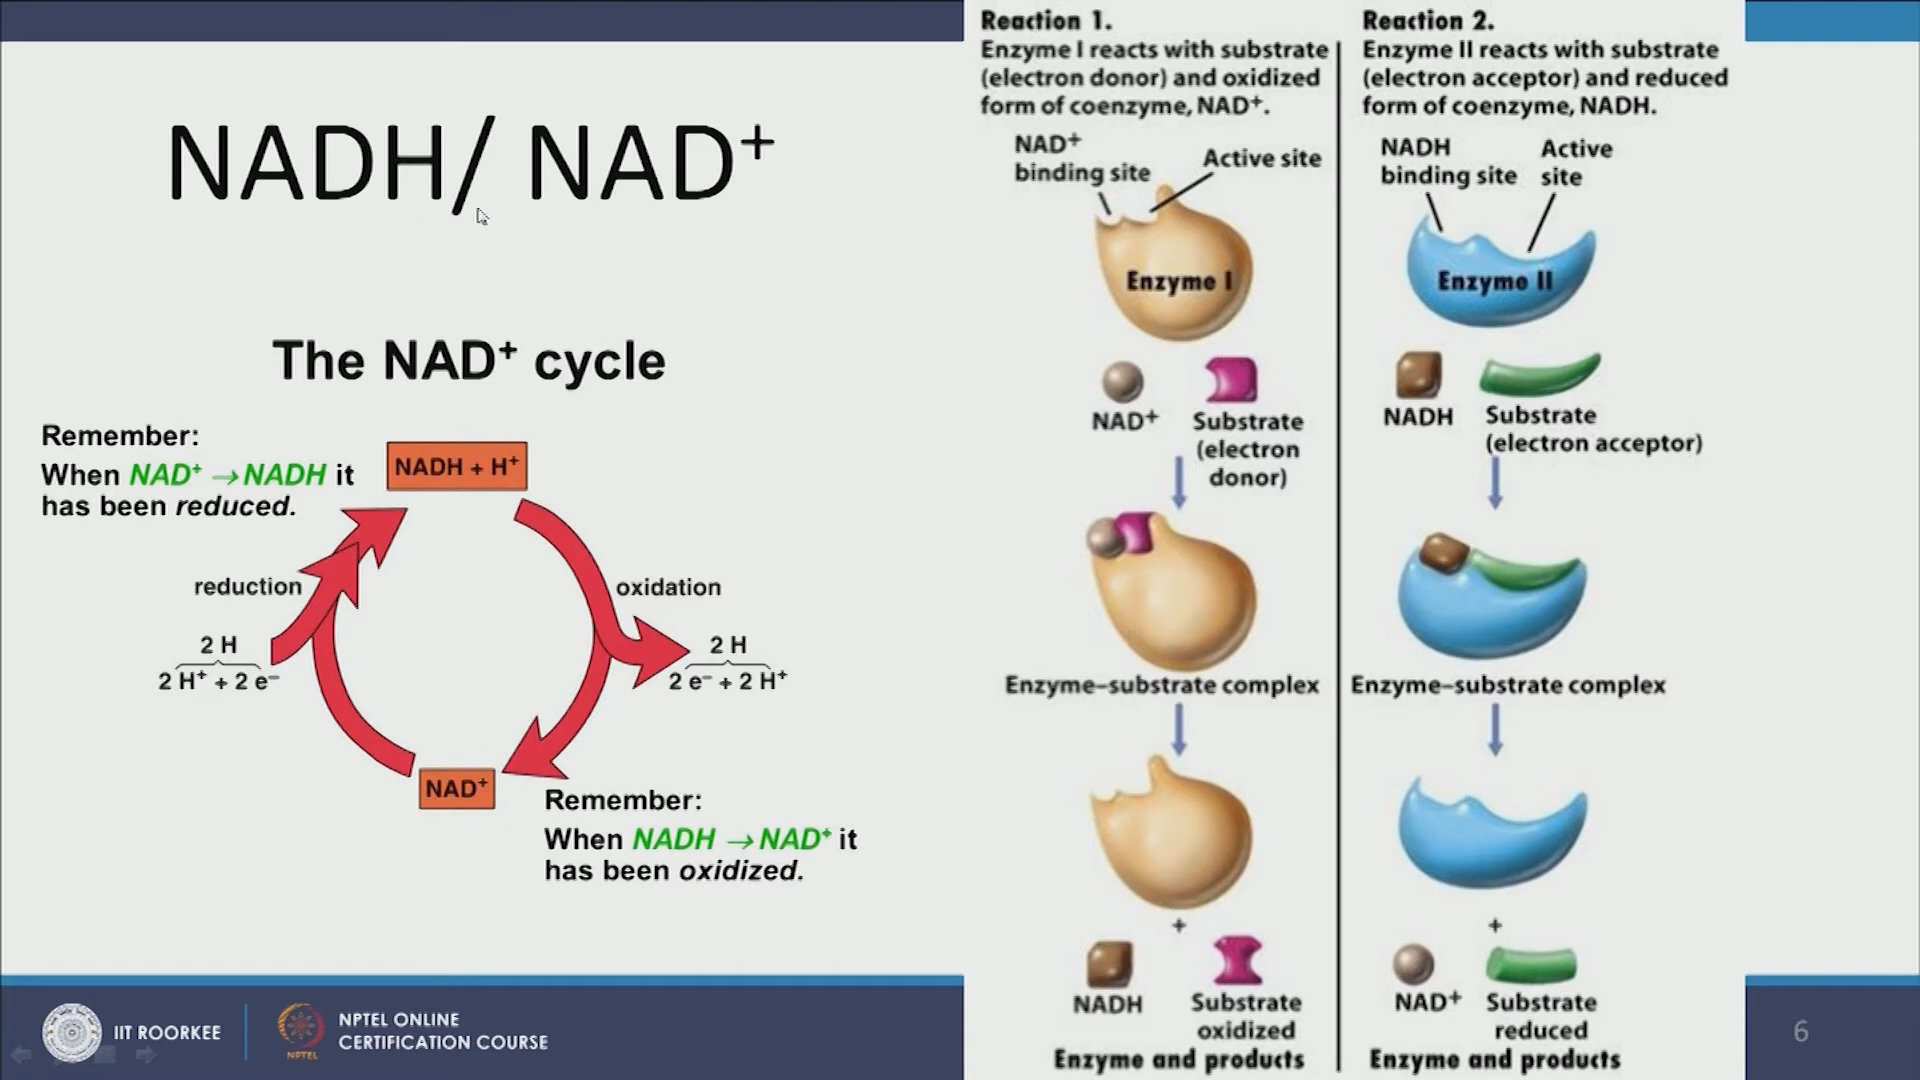 NADH/ NAD⁺
The NAD⁺ cycle
Remember:
When NAD⁺ → NADH it
has been reduced.
NADH + H⁺
reduction
oxidation
2 H
2 H⁺ + 2 e⁻
2 H
2 e⁻ + 2 H⁺
NAD⁺
Remember:
When NADH → NAD⁺ it
has been oxidized.
Reaction 1.
Enzyme I reacts with substrate
(electron donor) and oxidized
form of coenzyme, NAD⁺.
NAD⁺
binding site
Active site
Enzyme I
NAD⁺
Substrate
(electron
donor)
Enzyme–substrate complex
+
NADH
Substrate
oxidized
Enzyme and products
Reaction 2.
Enzyme II reacts with substrate
(electron acceptor) and reduced
form of coenzyme, NADH.
NADH
binding site
Active
site
Enzyme II
NADH
Substrate
(electron acceptor)
Enzyme–substrate complex
+
NAD⁺
Substrate
reduced
Enzyme and products
IIT ROORKEE
NPTEL
NPTEL ONLINE
CERTIFICATION COURSE
6